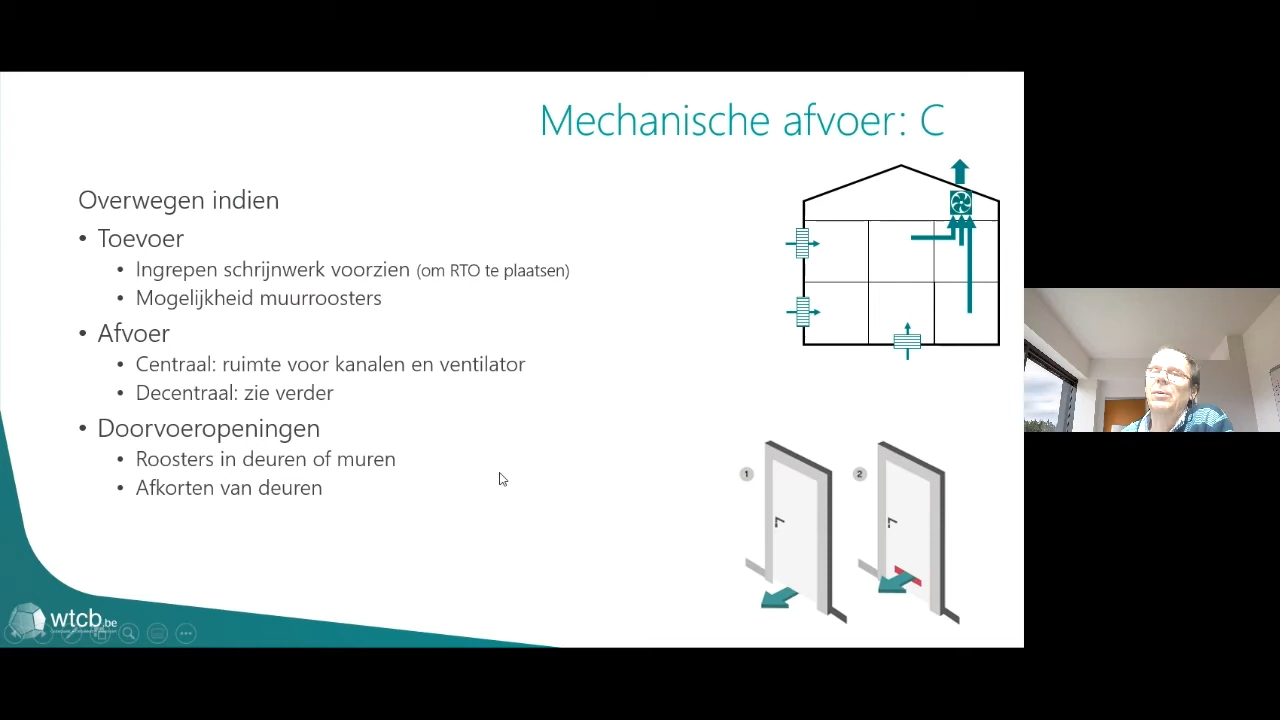 Mechanische afvoer: C
Overwegen indien
• Toevoer
• Ingrepen schrijnwerk voorzien (om RTO te plaatsen)
• Mogelijkheid muurroosters
• Afvoer
• Centraal: ruimte voor kanalen en ventilator
• Decentraal: zie verder
• Doorvoeropeningen
• Roosters in deuren of muren
• Afkorten van deuren
1
2
wtcb.be